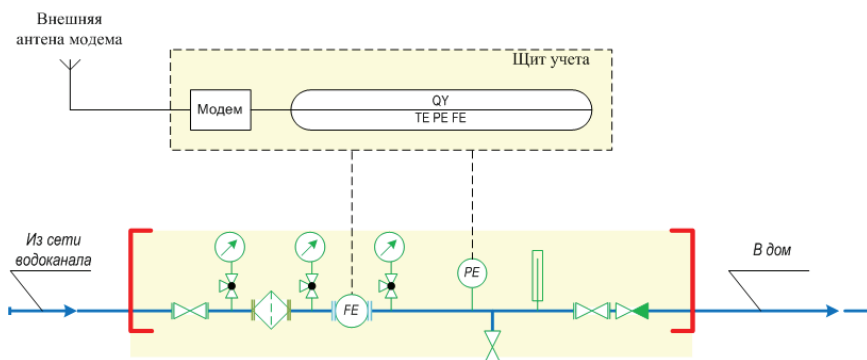 Внешняя
антена модема
Щит учета
Модем
QY
TE PE FE
Из сети
водоканала
FE
PE
В дом